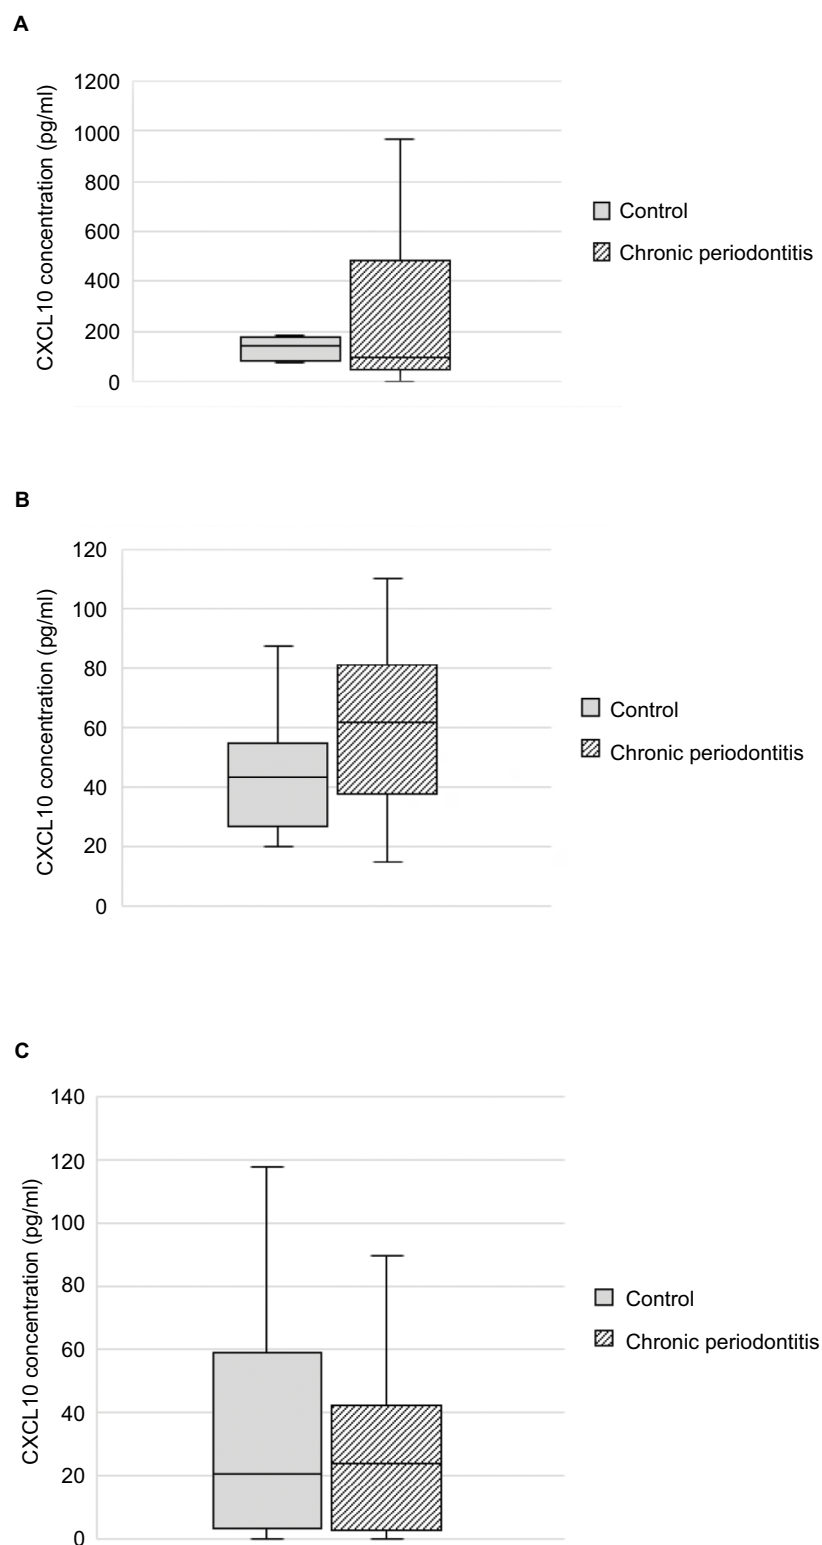 A
CXCL10 concentration (pg/ml)
1200
1000
800
600
400
200
0
Control
Chronic periodontitis
B
CXCL10 concentration (pg/ml)
120
100
80
60
40
20
0
Control
Chronic periodontitis
C
CXCL10 concentration (pg/ml)
140
120
100
80
60
40
20
0
Control
Chronic periodontitis